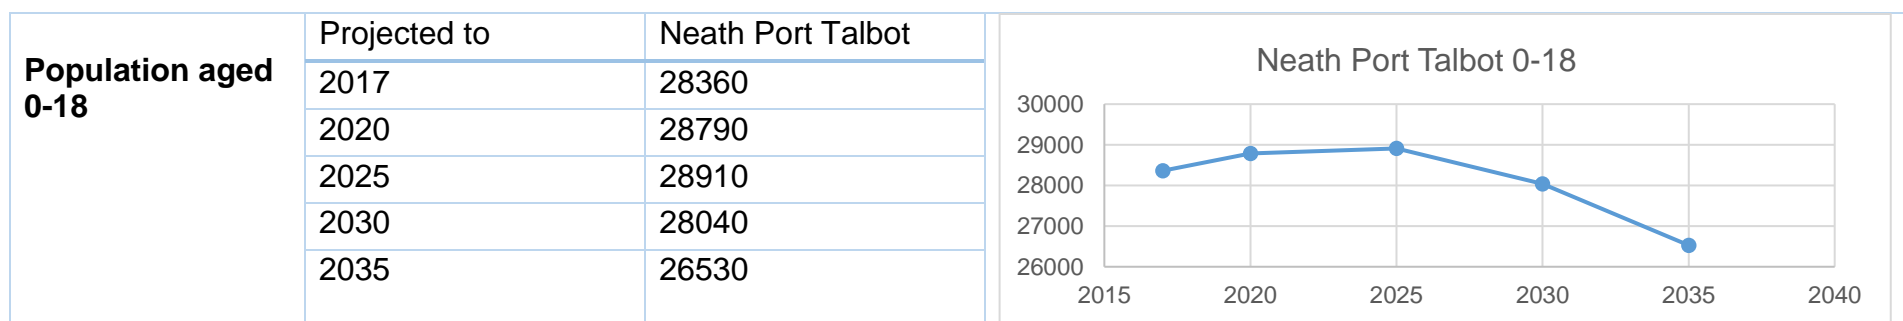 Population aged
0-18
Projected to Neath Port Talbot
2017 28360
2020 28790
2025 28910
2030 28040
2035 26530
Neath Port Talbot 0-18
30000
29000
28000
27000
26000
2015 2020 2025 2030 2035 2040